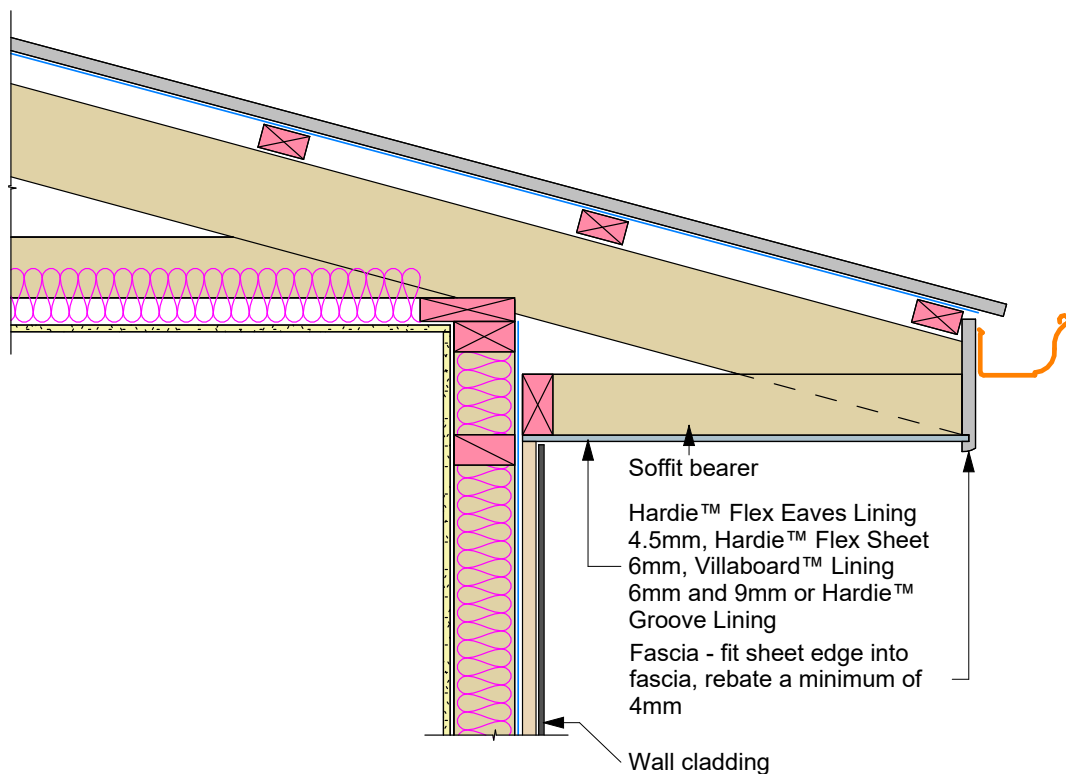 Soffit bearer
Hardie™ Flex Eaves Lining
4.5mm, Hardie™ Flex Sheet
6mm, Villaboard™ Lining
6mm and 9mm or Hardie™
Groove Lining
Fascia - fit sheet edge into
fascia, rebate a minimum of
4mm
Wall cladding